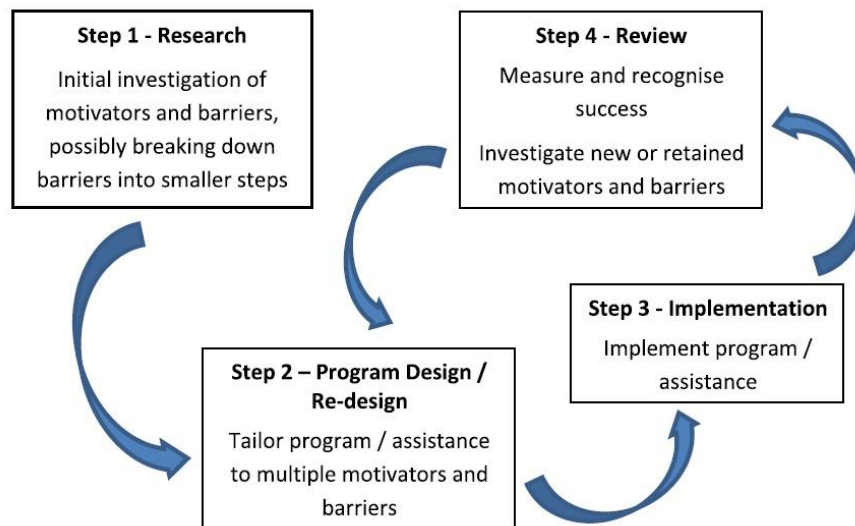 Step 1 - Research
Initial investigation of
motivators and barriers,
possibly breaking down
barriers into smaller steps
Step 2 – Program Design /
Re-design
Tailor program / assistance
to multiple motivators and
barriers
Step 3 - Implementation
Implement program /
assistance
Step 4 - Review
Measure and recognise
success
Investigate new or retained
motivators and barriers